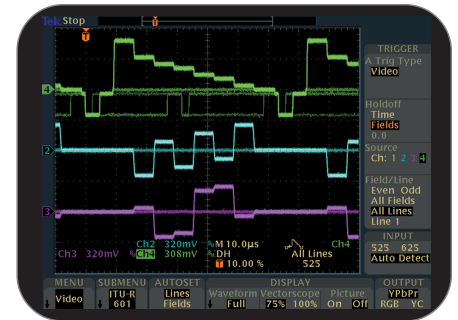 Tek Stop
T
TRIGGER
A Trig Type
Video
4
Holdoff
Time
Fields
0.0
Source
2
Ch: 1 2 3 4
Field/Line
Even Odd
All Fields
3
All Lines
Line 1
INPUT
Ch2 320mV M 10.0µs Ch4
525 625
Ch3 320mV Ch4 308mV DH All Lines
Auto Detect
T 10.00 % 525
MENU SUBMENU AUTOSET DISPLAY OUTPUT
Video ITU-R 601 Lines Fields Waveform Full Vectorscope 75% 100% Picture On Off YPbPr RGB YC